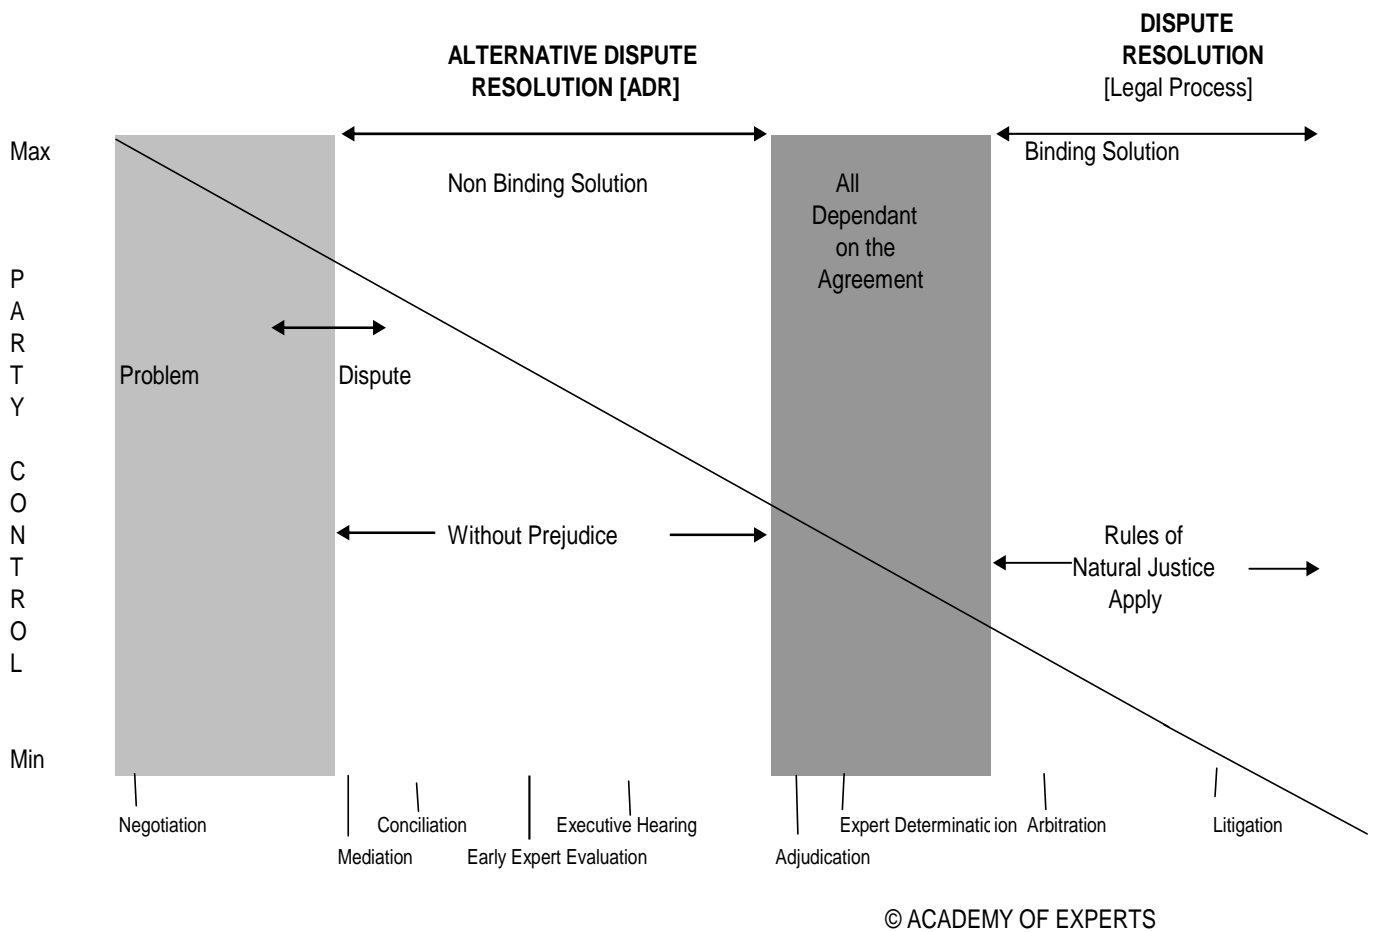 DISPUTE
RESOLUTION
[Legal Process]
ALTERNATIVE DISPUTE
RESOLUTION [ADR]
Max
Binding Solution
Non Binding Solution
All
Dependant
on the
Agreement
P
A
R
T
Y
C
O
N
T
R
O
L
Problem
Dispute
Without Prejudice
Rules of
Natural Justice
Apply
Min
Negotiation
Conciliation
Executive Hearing
Expert Determination
Arbitration
Litigation
Mediation
Early Expert Evaluation
Adjudication
© ACADEMY OF EXPERTS